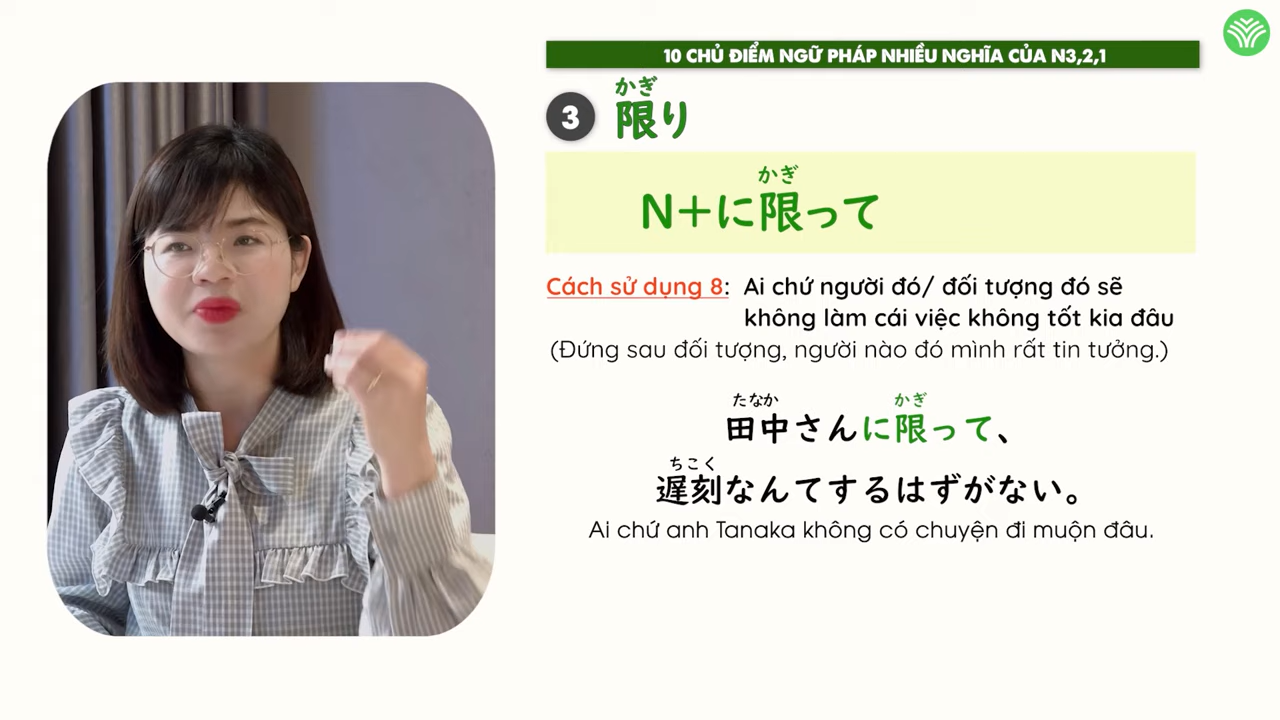 10 CHỦ ĐIỂM NGỮ PHÁP NHIỀU NGHĨA CỦA N3,2,1
かぎ
3 限り
かぎ
N+に限って
Cách sử dụng 8: Ai chứ người đó/ đối tượng đó sẽ
không làm cái việc không tốt kia đâu
(Đứng sau đối tượng, người nào đó mình rất tin tưởng.)
たなか かぎ
田中さんに限って、
ちこく
遅刻なんてするはずがない。
Ai chứ anh Tanaka không có chuyện đi muộn đâu.